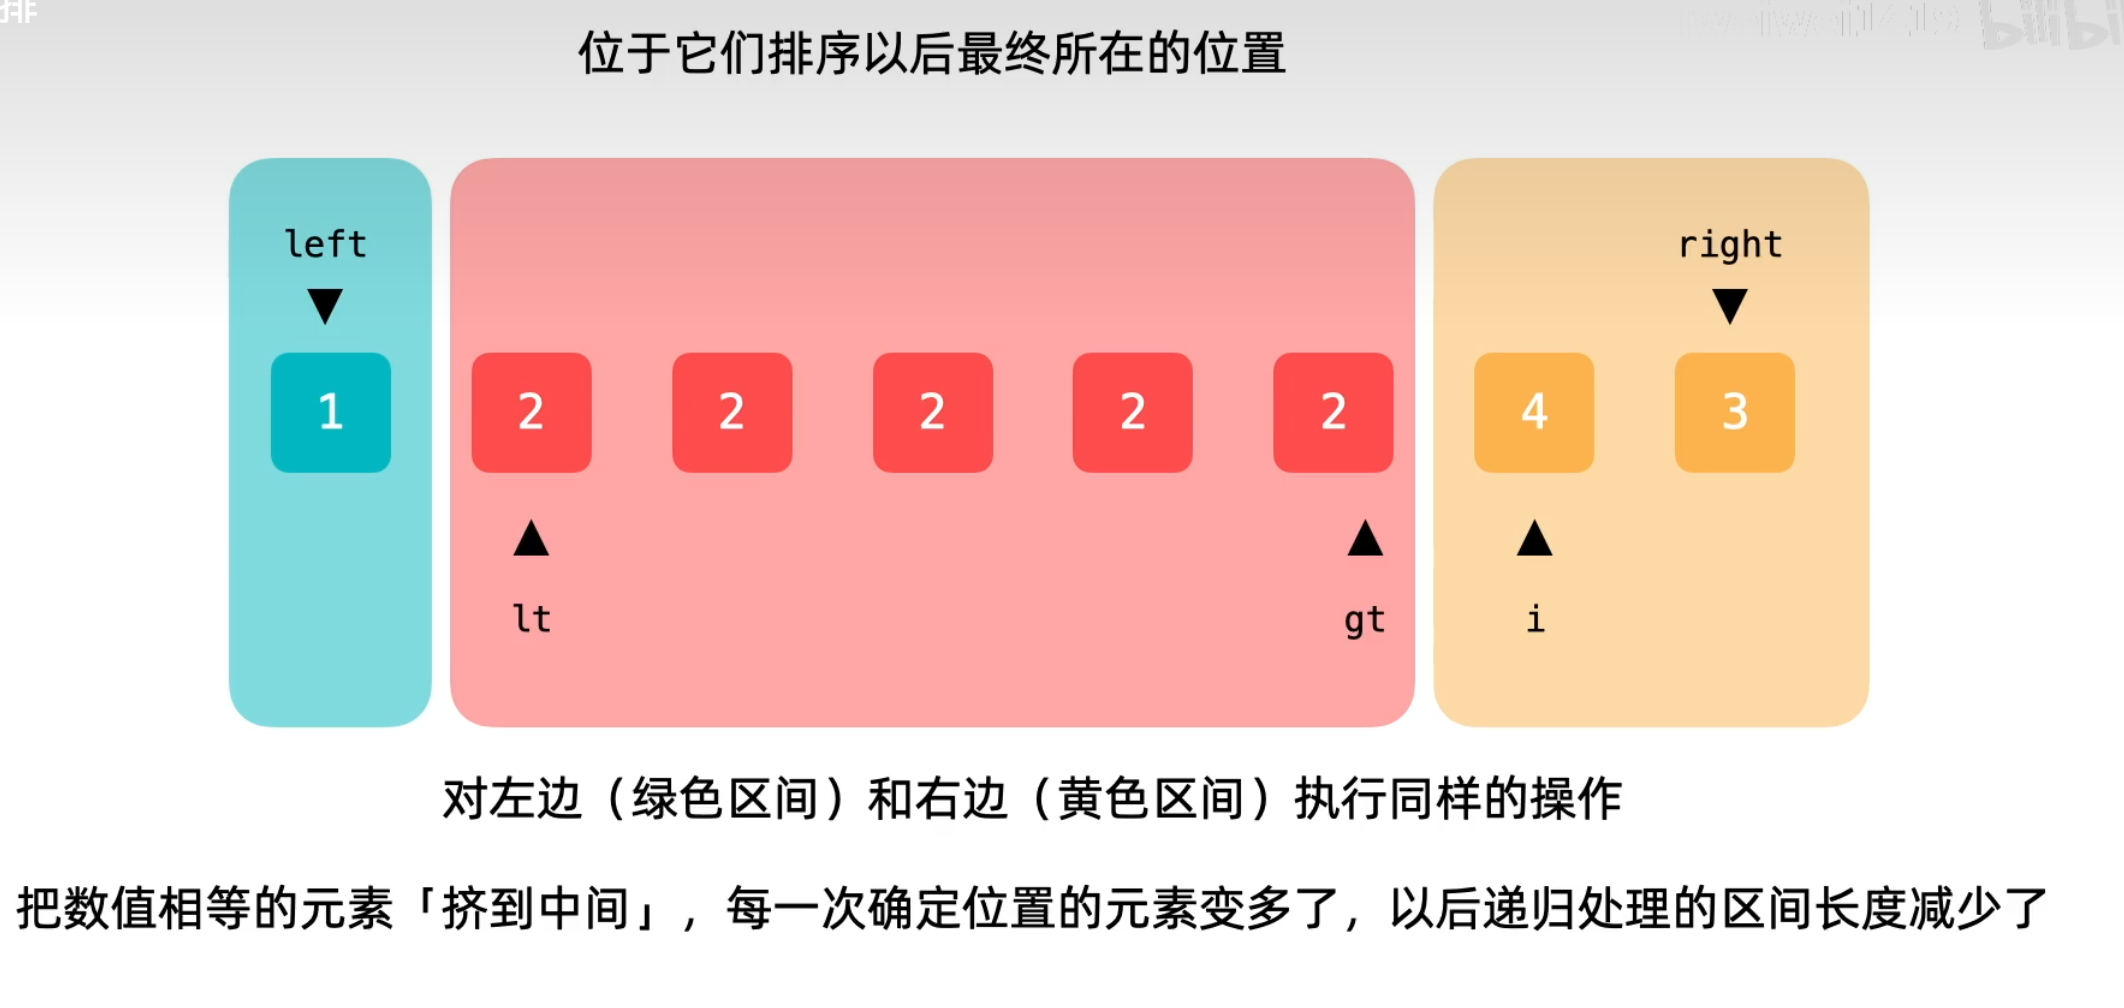 排
位于它们排序以后最终所在的位置
bilibili
left
right
1 2 2 2 2 2 4 3
lt gt i
对左边（绿色区间）和右边（黄色区间）执行同样的操作
把数值相等的元素「挤到中间」，每一次确定位置的元素变多了，以后递归处理的区间长度减少了